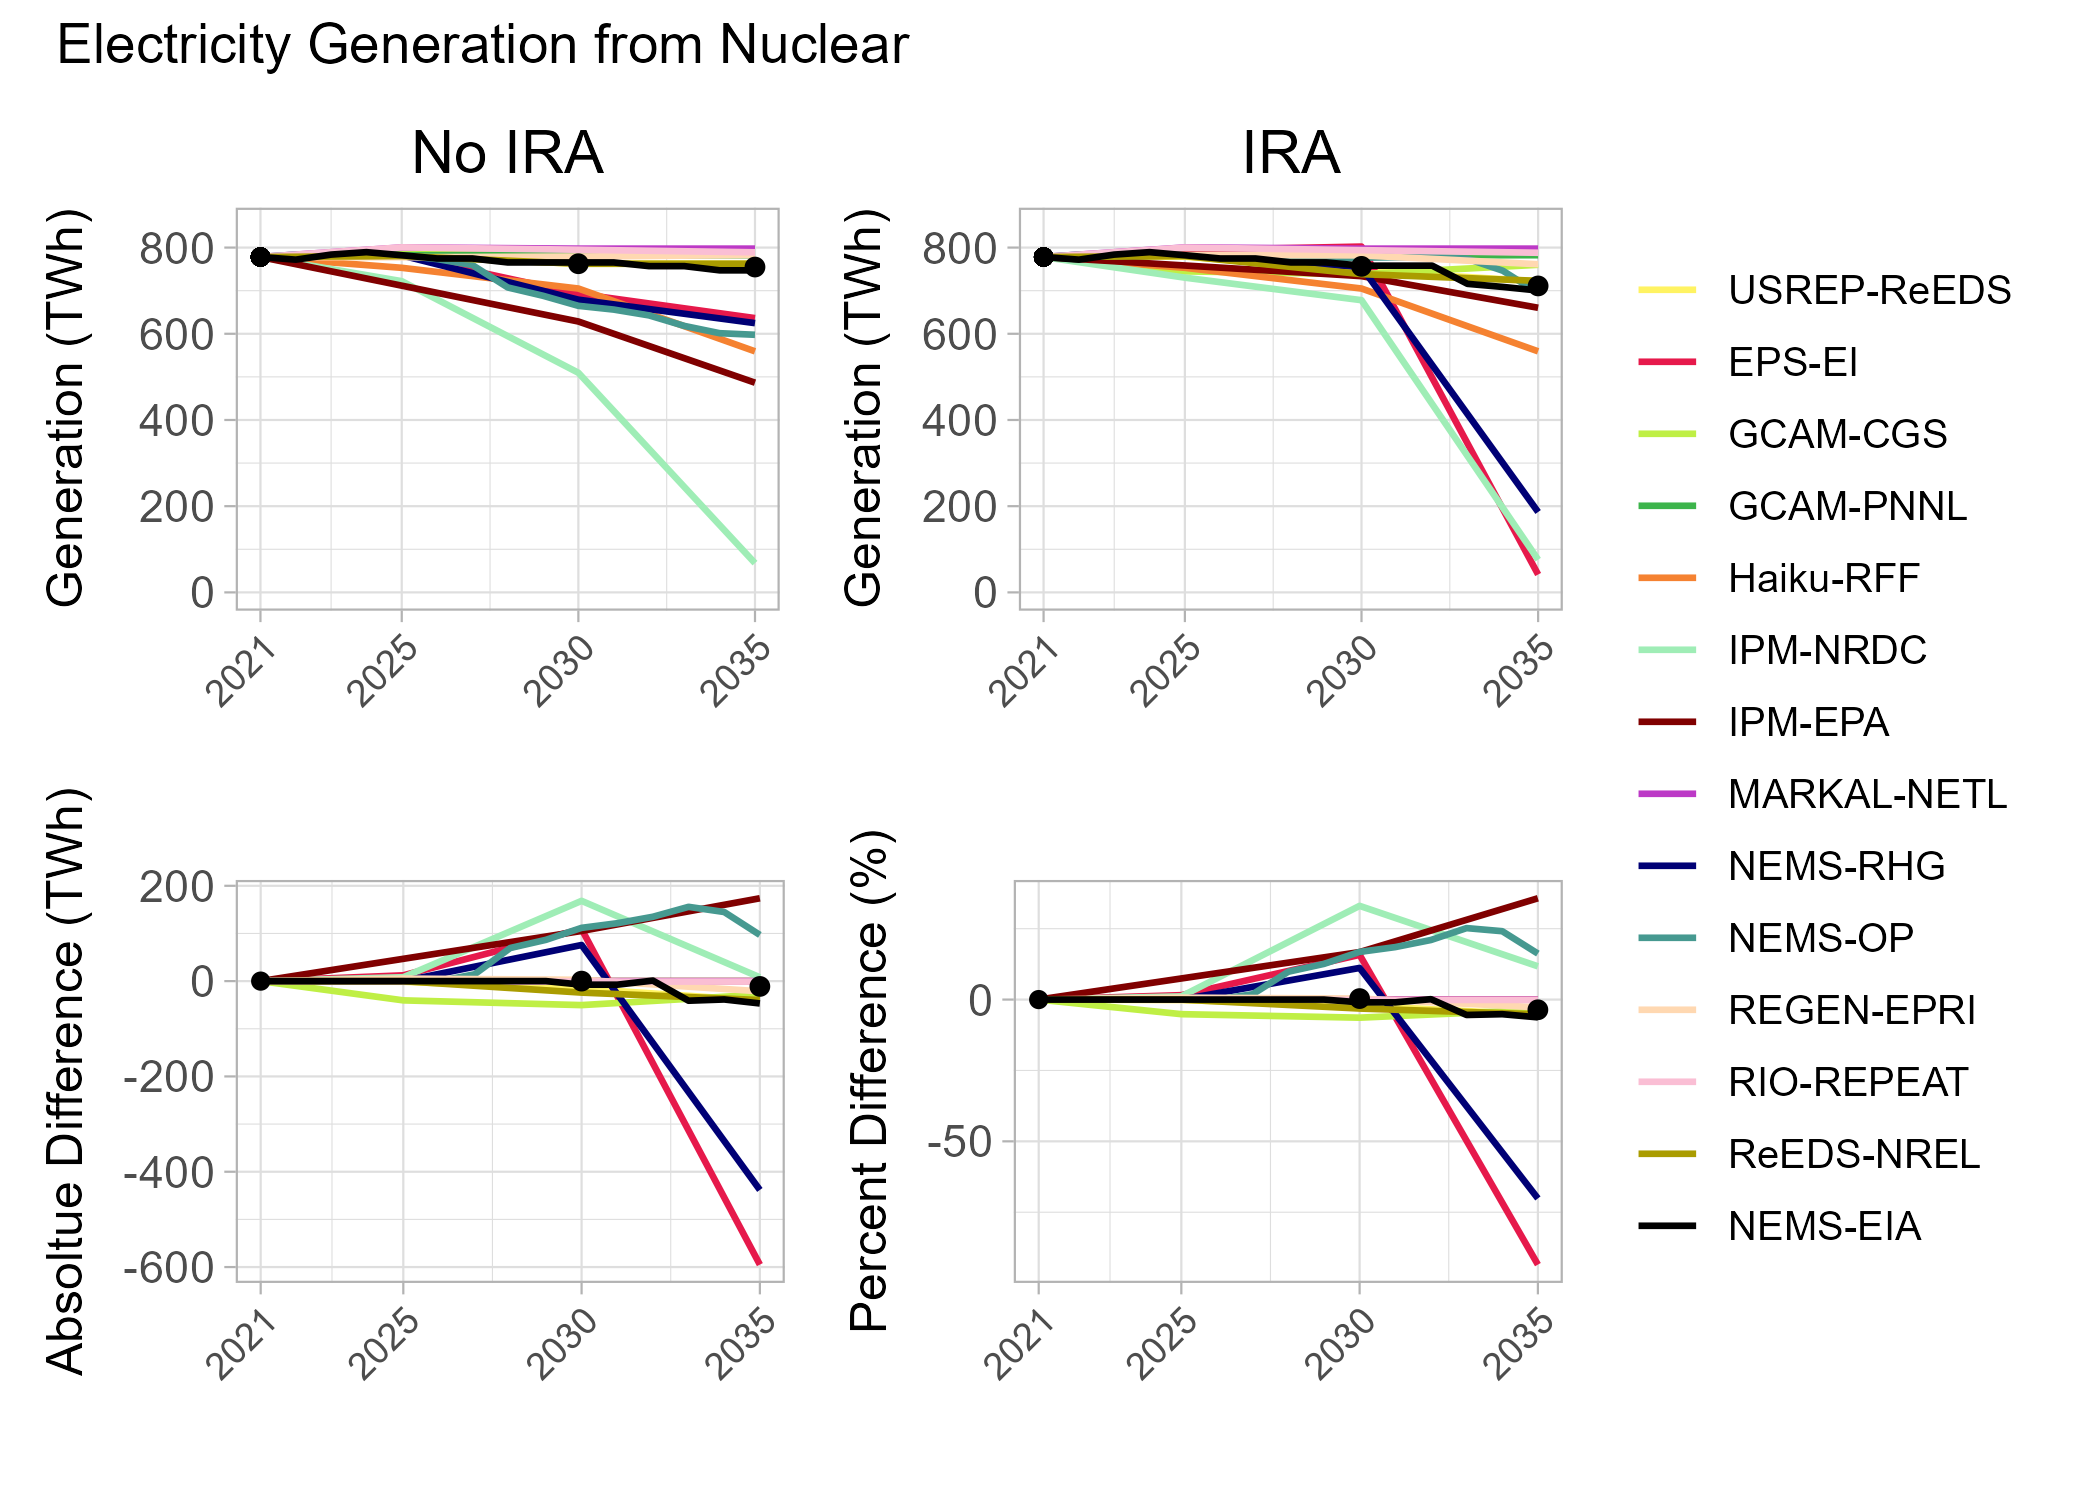 Electricity Generation from Nuclear
No IRA
IRA
Generation (TWh)
800
600
400
200
0
2021
2025
2030
2035
Generation (TWh)
800
600
400
200
0
2021
2025
2030
2035
Absoltue Difference (TWh)
200
0
-200
-400
-600
2021
2025
2030
2035
Percent Difference (%)
0
-50
2021
2025
2030
2035
USREP-ReEDS
EPS-EI
GCAM-CGS
GCAM-PNNL
Haiku-RFF
IPM-NRDC
IPM-EPA
MARKAL-NETL
NEMS-RHG
NEMS-OP
REGEN-EPRI
RIO-REPEAT
ReEDS-NREL
NEMS-EIA